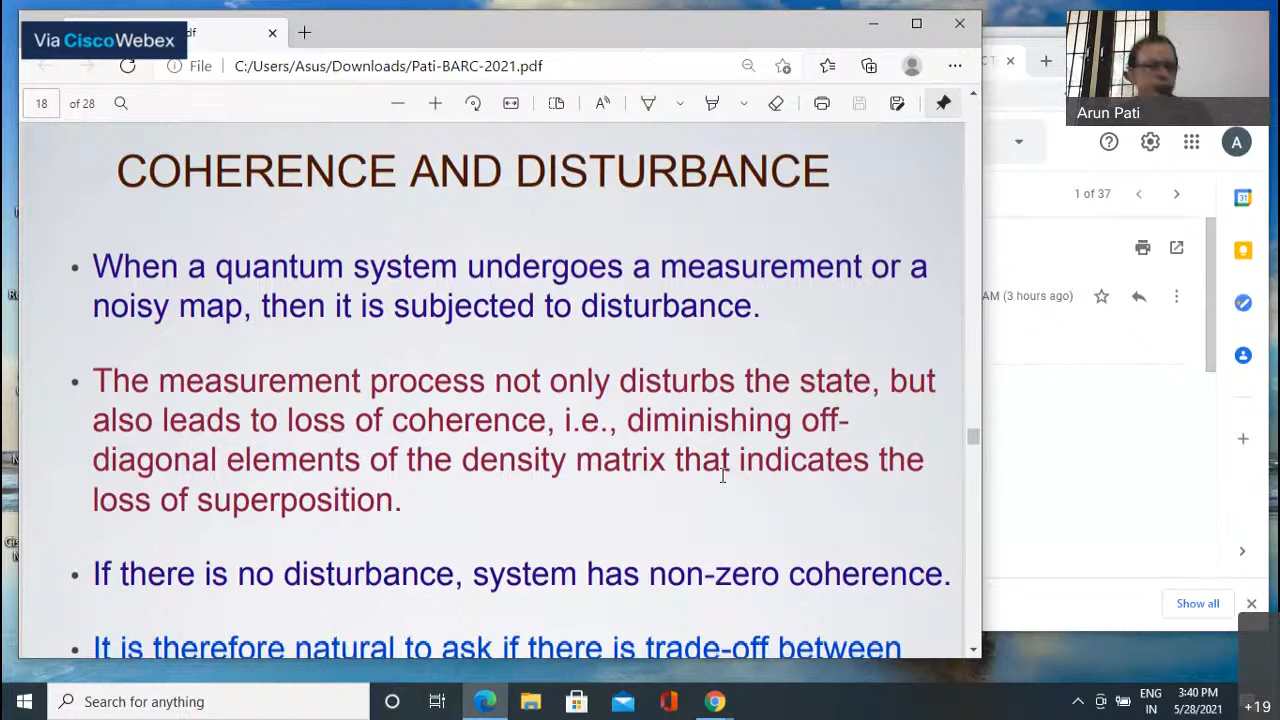 Via Cisco Webex
df
File
C:/Users/Asus/Downloads/Pati-BARC-2021.pdf
18
of 28
Arun Pati
A
1 of 37
AM (3 hours ago)
COHERENCE AND DISTURBANCE
• When a quantum system undergoes a measurement or a
noisy map, then it is subjected to disturbance.
• The measurement process not only disturbs the state, but
also leads to loss of coherence, i.e., diminishing off-
diagonal elements of the density matrix that indicates the
loss of superposition.
• If there is no disturbance, system has non-zero coherence.
• It is therefore natural to ask if there is trade-off between
Show all
Search for anything
ENG
IN
3:40 PM
5/28/2021
+19